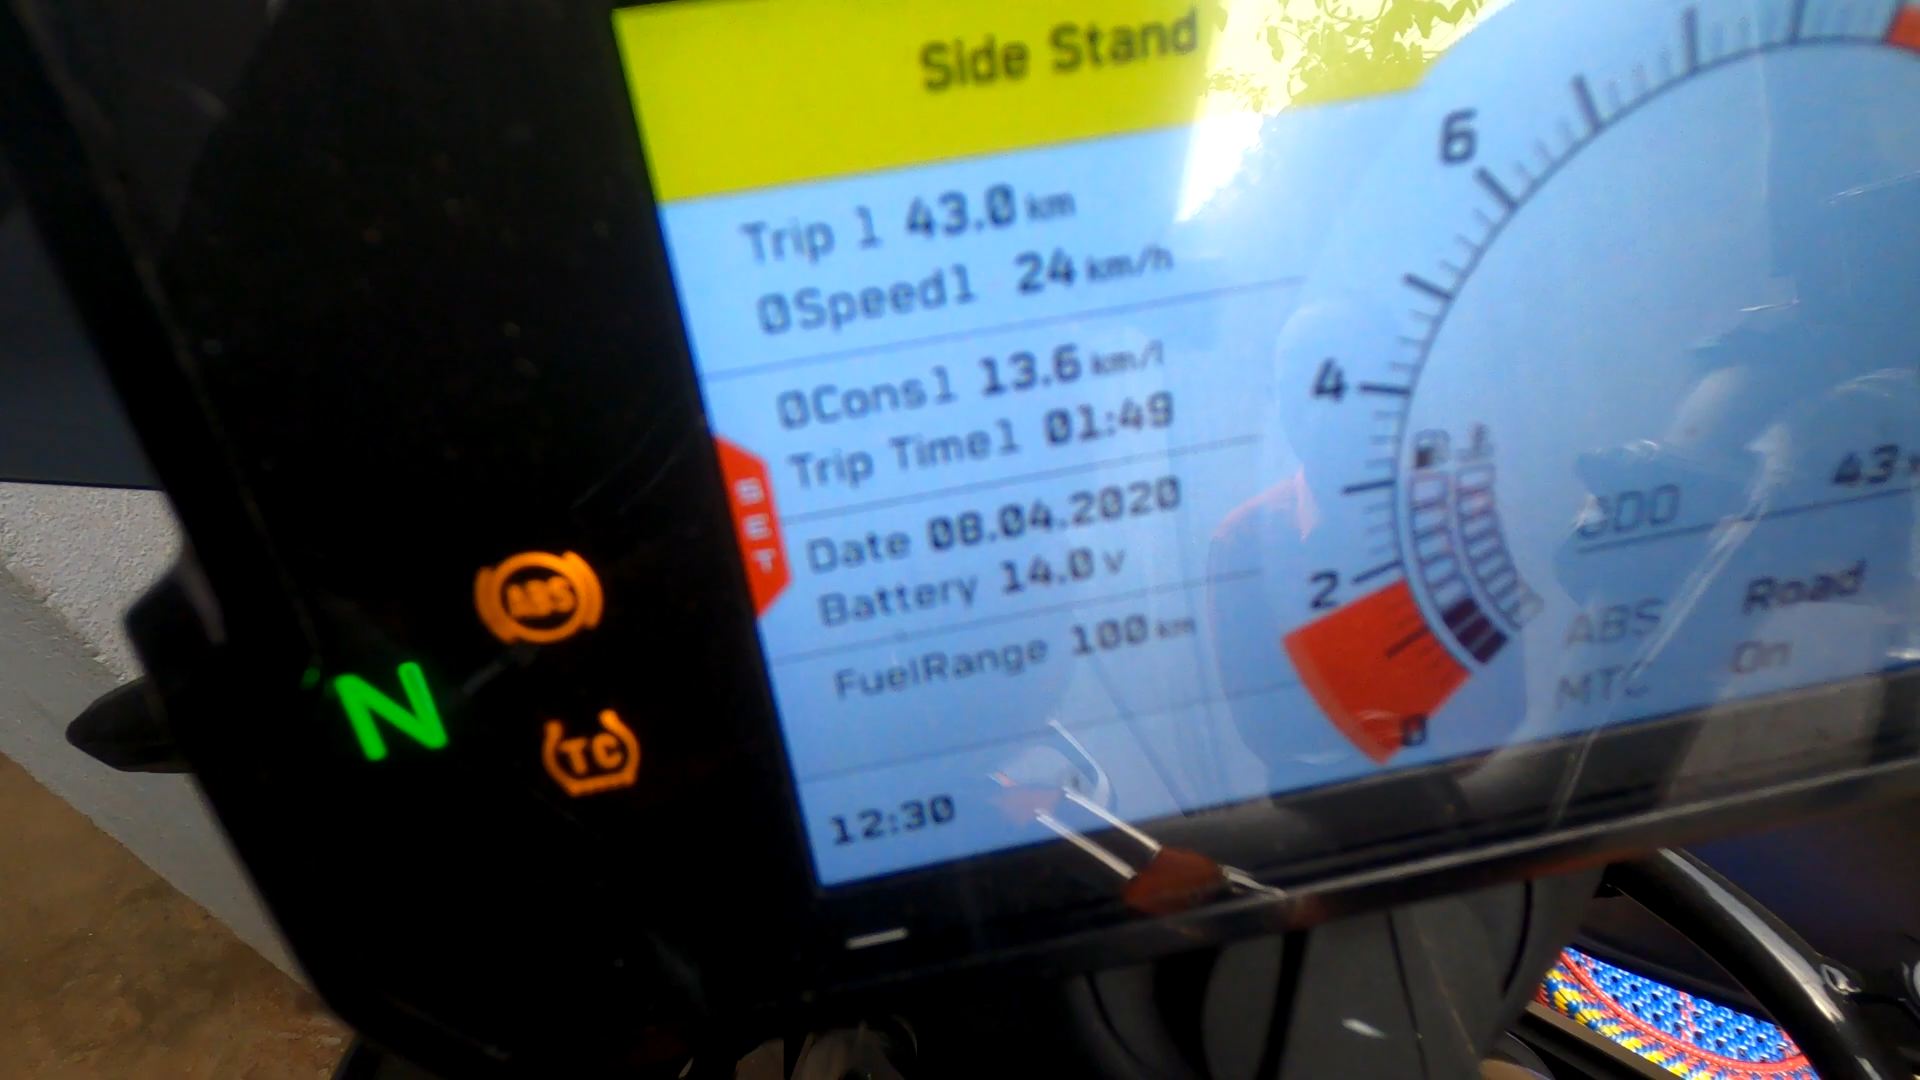 Side Stand
Trip 1 43.0 km
ØSpeed1 24 km/h
ØCons1 13.6 km/l
Trip Time1 01:49
Date 08.04.2020
Battery 14.0 V
FuelRange 100 km
12:30
SET
ABS
N
TC
6
4
2
0
ODO 43
ABS Road
MTC On